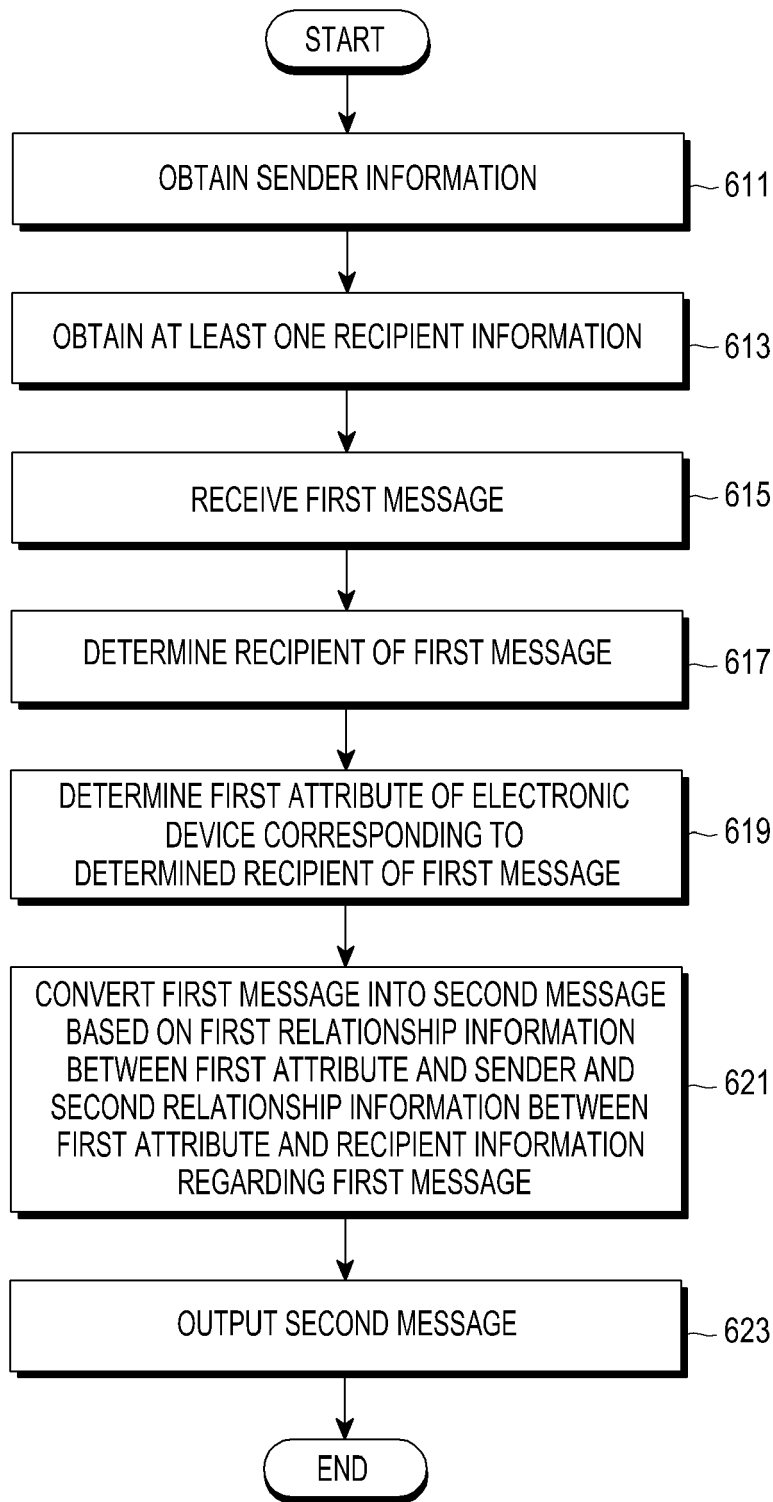 START
OBTAIN SENDER INFORMATION
611
OBTAIN AT LEAST ONE RECIPIENT INFORMATION
613
RECEIVE FIRST MESSAGE
615
DETERMINE RECIPIENT OF FIRST MESSAGE
617
DETERMINE FIRST ATTRIBUTE OF ELECTRONIC
DEVICE CORRESPONDING TO
DETERMINED RECIPIENT OF FIRST MESSAGE
619
CONVERT FIRST MESSAGE INTO SECOND MESSAGE
BASED ON FIRST RELATIONSHIP INFORMATION
BETWEEN FIRST ATTRIBUTE AND SENDER AND
SECOND RELATIONSHIP INFORMATION BETWEEN
FIRST ATTRIBUTE AND RECIPIENT INFORMATION
REGARDING FIRST MESSAGE
621
OUTPUT SECOND MESSAGE
623
END